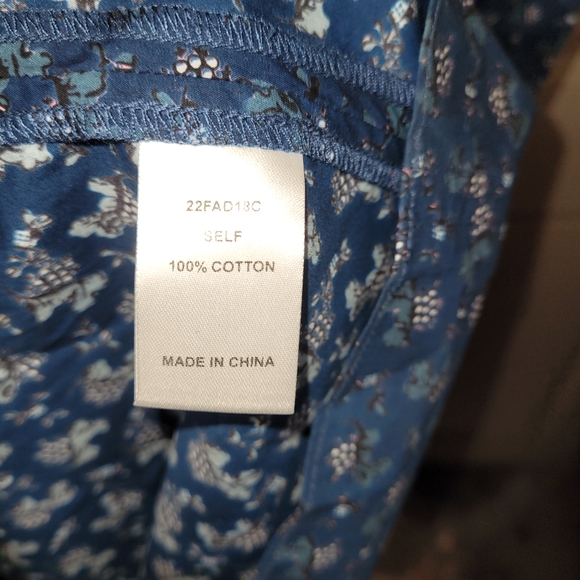 22FAD18C
SELF
100% COTTON
MADE IN CHINA